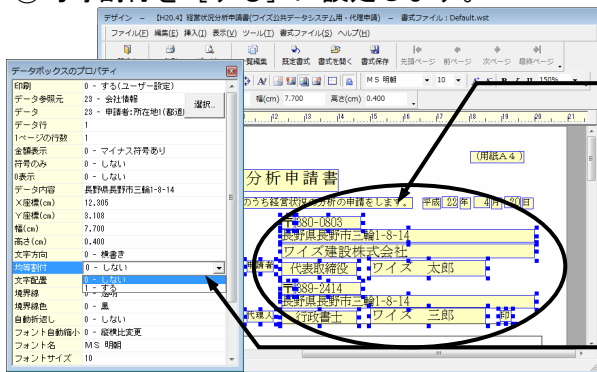 デザイン － 【H20.4】経営状況分析申請書(ワイズ公共データシステム用・代理申請) － 書式ファイル：Default.wst
ファイル(F) 編集(E) 挿入(I) 表示(V) ツール(T) 書式ファイル(S) ヘルプ(H)
一覧編集 既定書式 書式を開く 書式保存 先頭ページ 前ページ 次ページ 最終ページ
ＭＳ 明朝 10 150%
幅(cm) 7.700 高さ(cm) 0.400
データボックスのプロパティ
印刷 0 - する(ユーザー設定)
データ参照元 23 - 会社情報
選択...
データ 23 - 申請者:所在地1(都道
データ行 1
1ページの行数 1
金額表示 0 - マイナス符号あり
符号のみ 0 - しない
0表示 0 - しない
データ内容 長野県長野市三輪1-8-14
X座標(cm) 12.305
Y座標(cm) 3.108
幅(cm) 7.700
高さ(cm) 0.400
文字方向 0 - 横書き
均等割付 0 - しない
0 - しない
1 - する
文字配置
境界線 0 - 透明
境界線色 0 - 黒
自動折返し 0 - しない
フォント自動縮小 0 - 縦横比変更
フォント名 ＭＳ 明朝
フォントサイズ 10
(用紙Ａ４)
分析申請書
のうち経営状況の分析の申請をします。 平成 22 年 4 月 20 日
〒380-0803
長野県長野市三輪1-8-14
ワイズ建設株式会社
申請者 代表取締役 ワイズ 太郎
〒389-2414
長野県長野市三輪1-8-14
代理人 行政書士 ワイズ 三郎 印